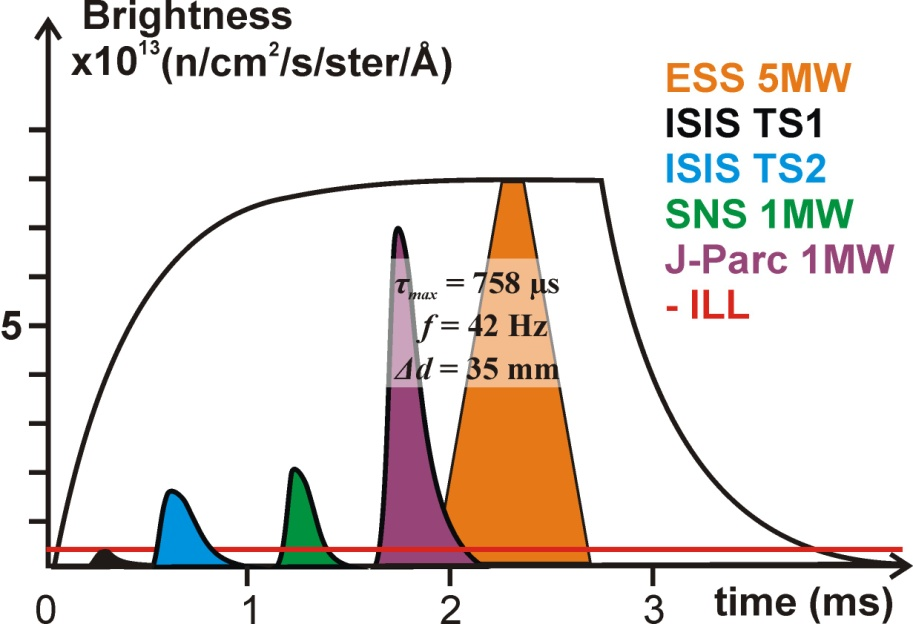 Brightness
x10¹³(n/cm²/s/ster/Å)
ESS 5MW
ISIS TS1
ISIS TS2
SNS 1MW
J-Parc 1MW
- ILL
τmax = 758 μs
f = 42 Hz
Δd = 35 mm
5
0 1 2 3 time (ms)